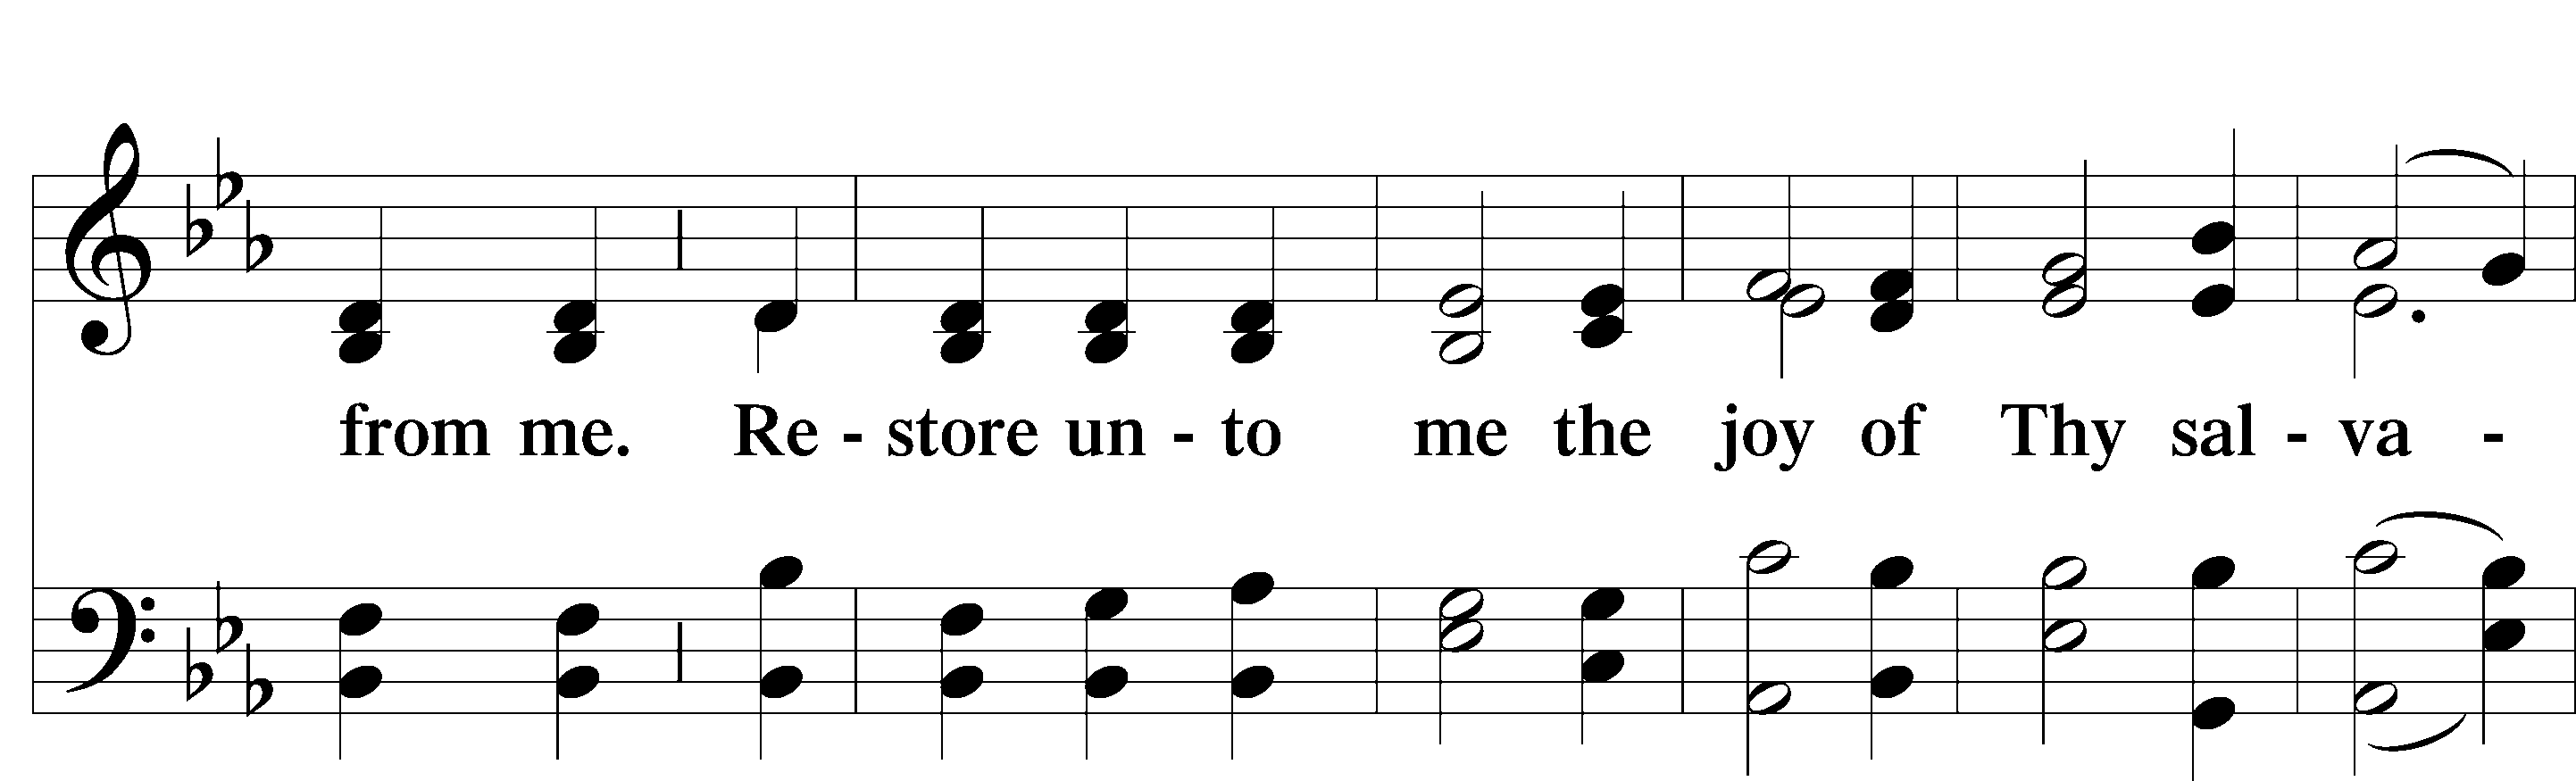 from me. Re - store un - to me the joy of Thy sal - va -